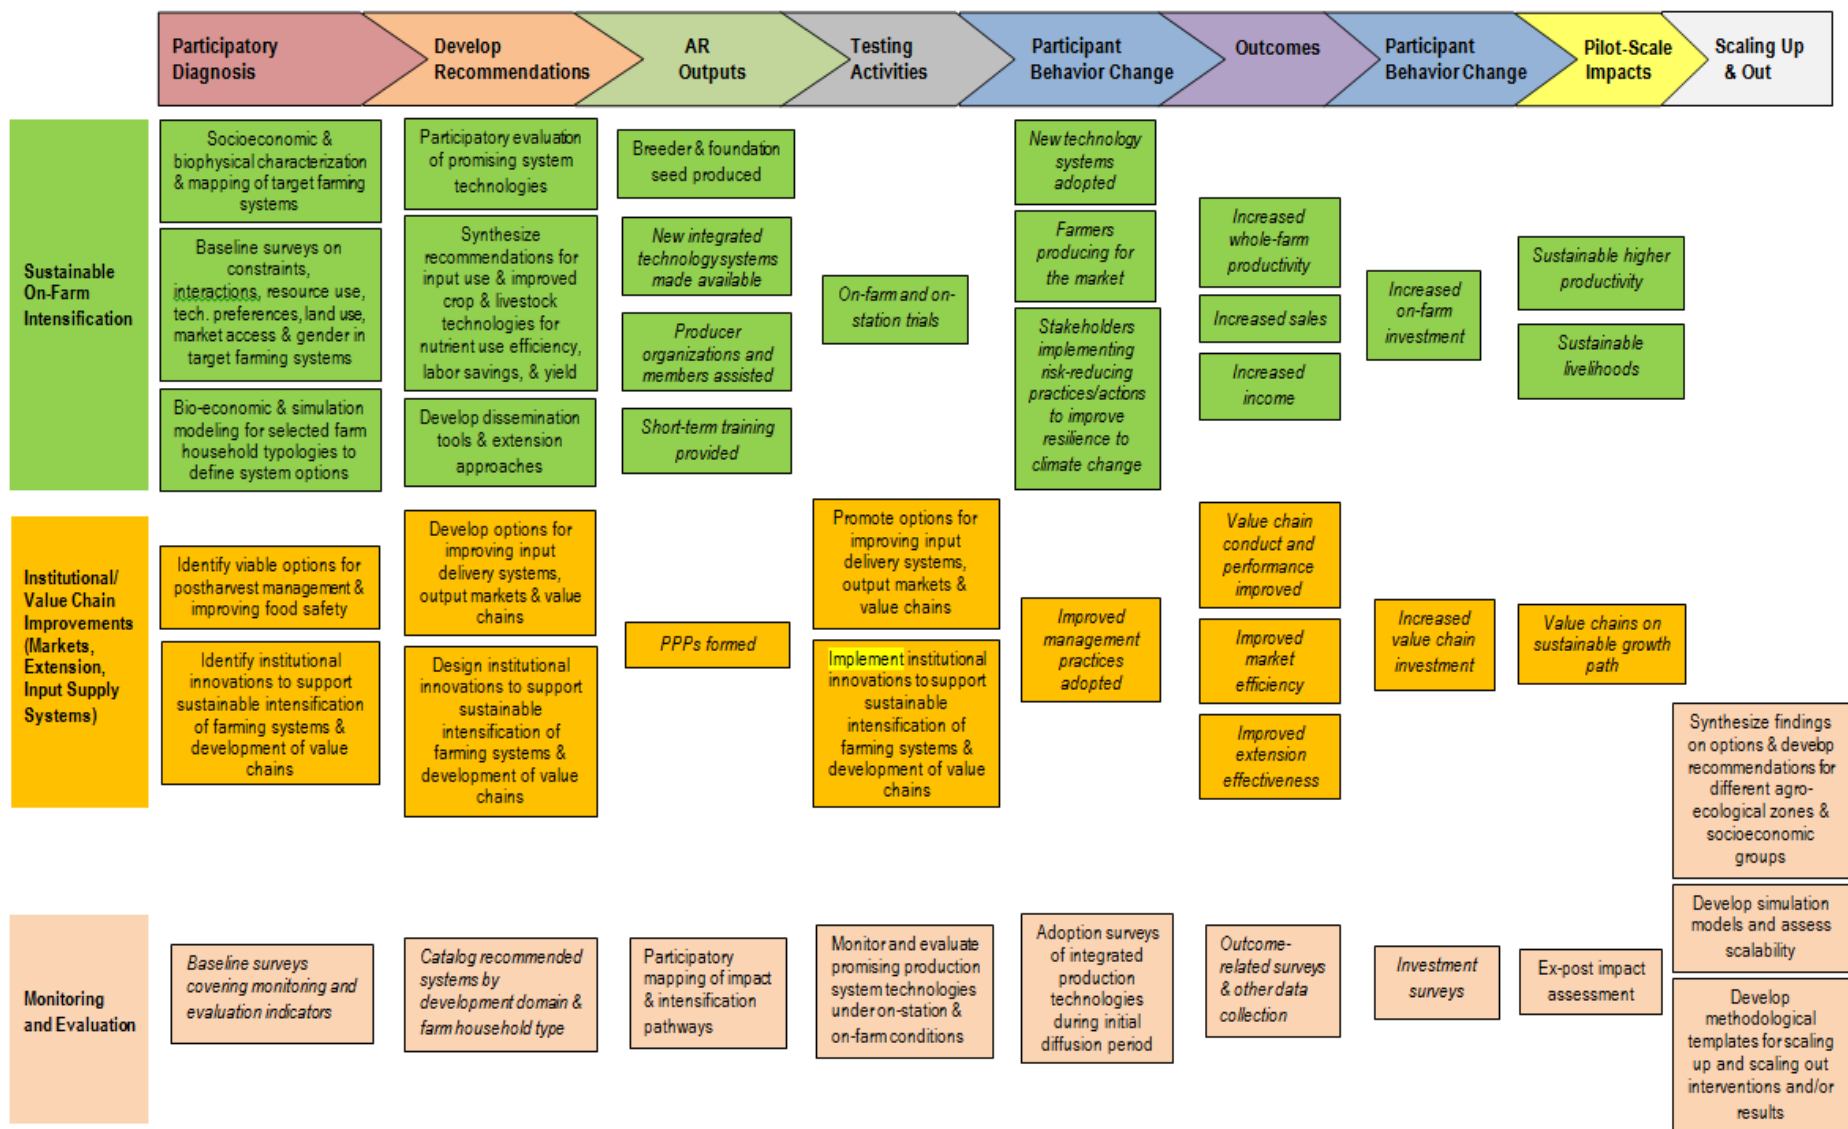 Participatory
Diagnosis
Develop
Recommendations
AR
Outputs
Testing
Activities
Participant
Behavior Change
Outcomes
Participant
Behavior Change
Pilot-Scale
Impacts
Scaling Up
& Out
Sustainable
On-Farm
Intensification
Socioeconomic &
biophysical characterization
& mapping of target farming
systems
Baseline surveys on
constraints,
interactions, resource use,
tech. preferences, land use,
market access & gender in
target farming systems
Bio-economic & simulation
modeling for selected farm
household typologies to
define system options
Participatory evaluation
of promising system
technologies
Synthesize
recommendations for
input use & improved
crop & livestock
technologies for
nutrient use efficiency,
labor savings, & yield
Develop dissemination
tools & extension
approaches
Breeder & foundation
seed produced
New integrated
technology systems
made available
Producer
organizations and
members assisted
Short-term training
provided
On-farm and on-
station trials
New technology
systems
adopted
Farmers
producing for
the market
Stakeholders
implementing
risk-reducing
practices/actions
to improve
resilience to
climate change
Increased
whole-farm
productivity
Increased sales
Increased
income
Increased
on-farm
investment
Sustainable higher
productivity
Sustainable
livelihoods
Institutional/
Value Chain
Improvements
(Markets,
Extension,
Input Supply
Systems)
Identify viable options for
postharvest management &
improving food safety
Identify institutional
innovations to support
sustainable intensification
of farming systems &
development of value
chains
Develop options for
improving input
delivery systems,
output markets & value
chains
Design institutional
innovations to support
sustainable
intensification of
farming systems &
development of value
chains
PPPs formed
Promote options for
improving input
delivery systems,
output markets &
value chains
Implement institutional
innovations to support
sustainable
intensification of
farming systems &
development of value
chains
Improved
management
practices
adopted
Value chain
conduct and
performance
improved
Improved
market
efficiency
Improved
extension
effectiveness
Increased
value chain
investment
Value chains on
sustainable growth
path
Synthesize findings
on options & develop
recommendations for
different agro-
ecological zones &
socioeconomic
groups
Develop simulation
models and assess
scalability
Develop
methodological
templates for scaling
up and scaling out
interventions and/or
results
Monitoring
and Evaluation
Baseline surveys
covering monitoring and
evaluation indicators
Catalog recommended
systems by
development domain &
farm household type
Participatory
mapping of impact
& intensification
pathways
Monitor and evaluate
promising production
system technologies
under on-station &
on-farm conditions
Adoption surveys
of integrated
production
technologies
during initial
diffusion period
Outcome-
related surveys
& other data
collection
Investment
surveys
Ex-post impact
assessment